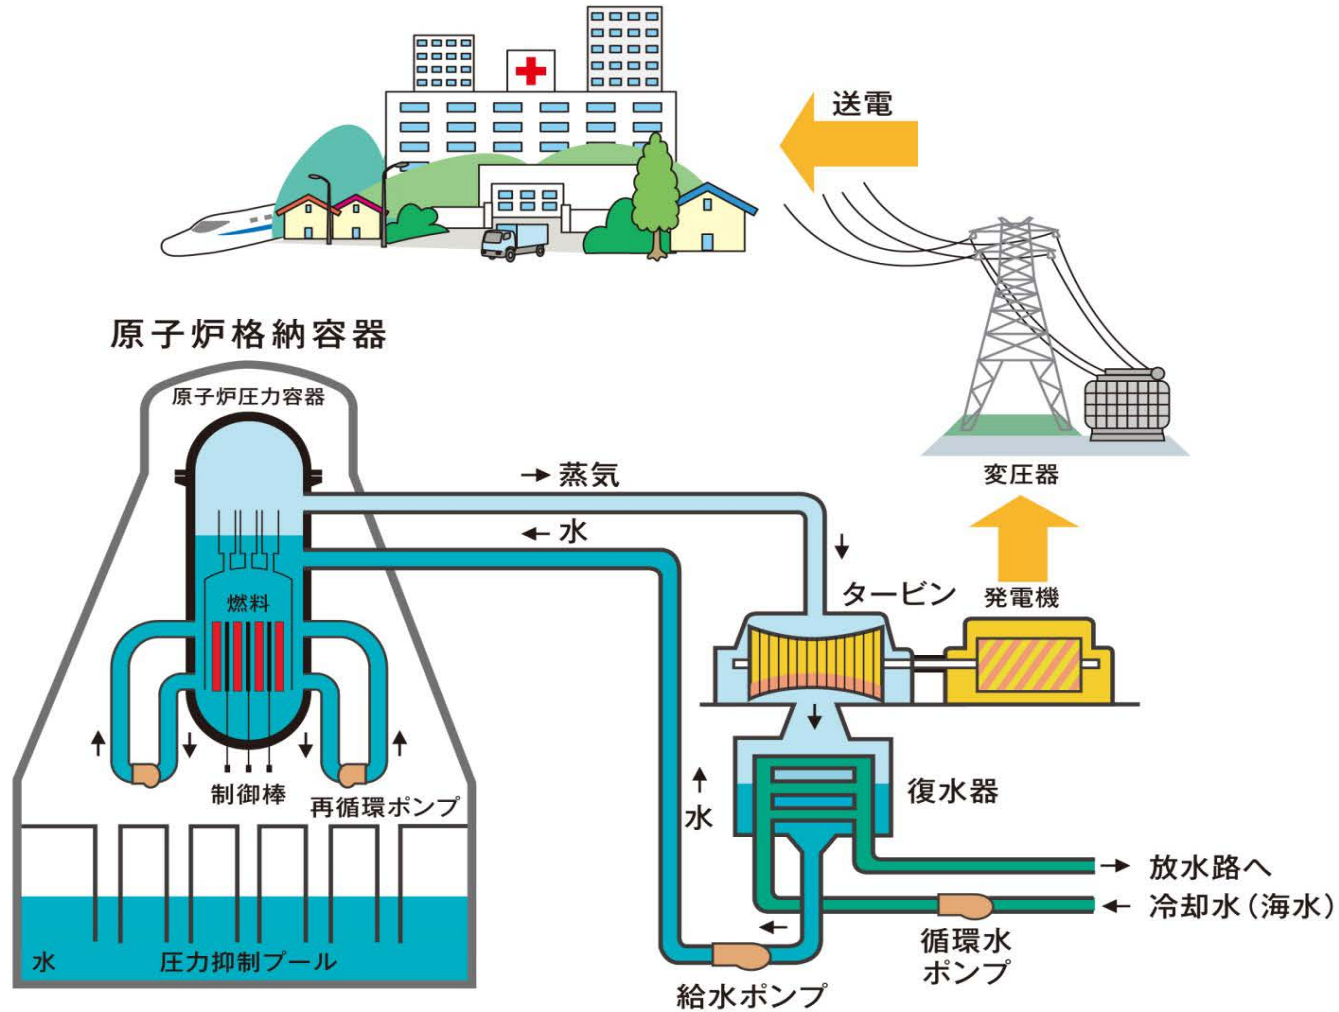 送電
原子炉格納容器
原子炉圧力容器
変圧器
→蒸気
←水
タービン
発電機
燃料
制御棒
再循環ポンプ
水
復水器
放水路へ
冷却水(海水)
循環水
ポンプ
水
圧力抑制プール
給水ポンプ